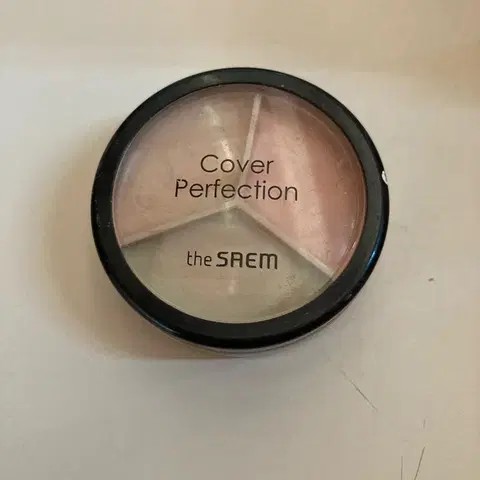 Cover
Perfection
the SAEM